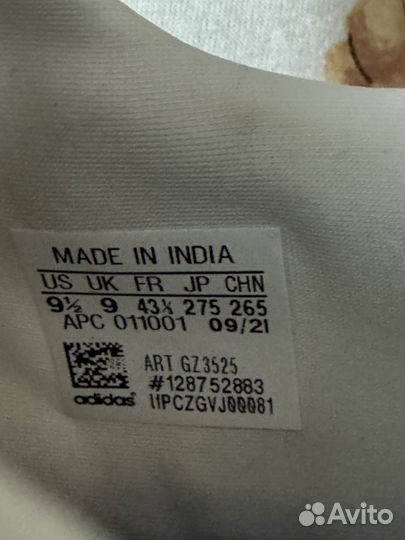 MADE IN INDIA
US UK FR JP CHN
9½ 9 43⅓ 275 265
APC 011001 09/21
ART GZ3525
#128752883
adidas
Avito